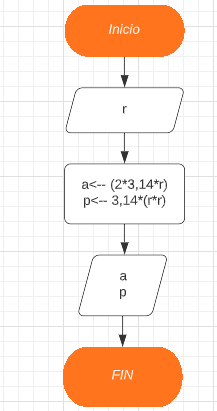 Inicio
r
a<-- (2*3,14*r)
p<-- 3,14*(r*r)
a
p
FIN